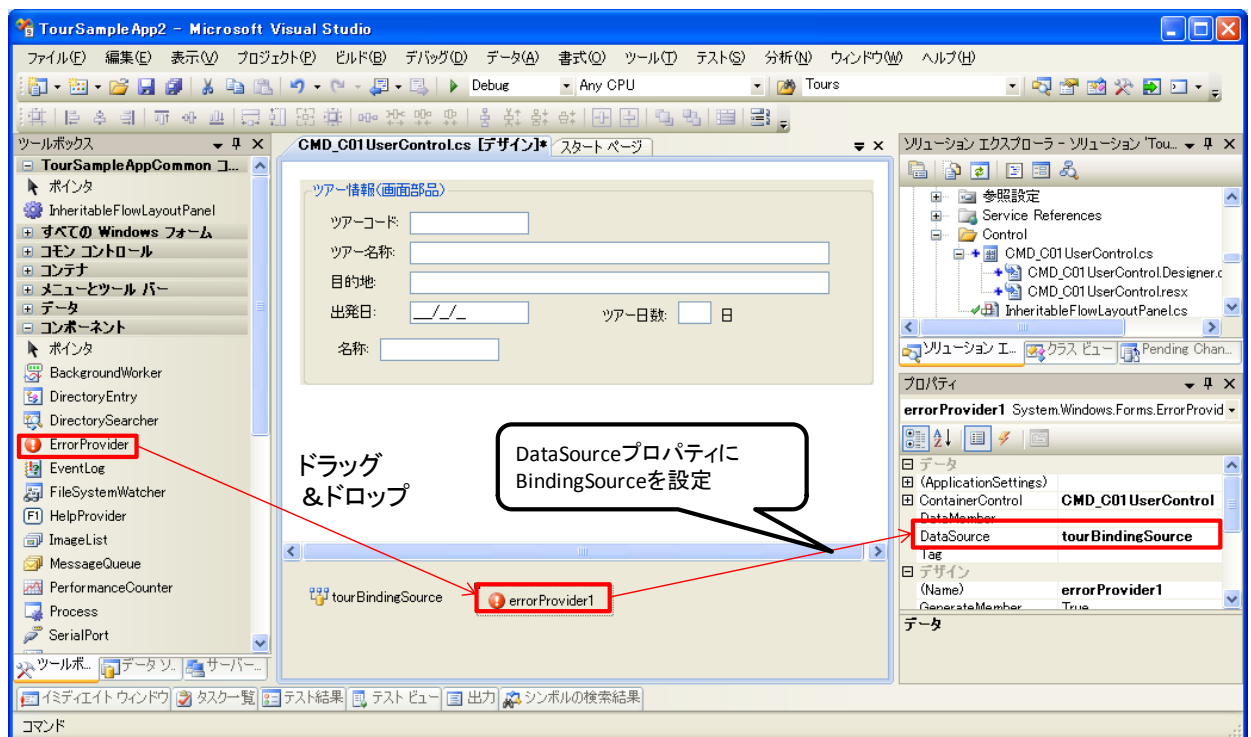 TourSampleApp2 - Microsoft Visual Studio
ファイル(F) 編集(E) 表示(V) プロジェクト(P) ビルド(B) デバッグ(D) データ(A) 書式(O) ツール(T) テスト(S) 分析(N) ウィンドウ(W) ヘルプ(H)
Debug Any CPU Tours
ツールボックス
TourSampleAppCommon コ...
ポインタ
InheritableFlowLayoutPanel
すべての Windows フォーム
コモン コントロール
コンテナ
メニューとツール バー
データ
コンポーネント
ポインタ
BackgroundWorker
DirectoryEntry
DirectorySearcher
ErrorProvider
EventLog
FileSystemWatcher
HelpProvider
ImageList
MessageQueue
PerformanceCounter
Process
SerialPort
ツールボ... データ ソ... サーバー...
CMD_C01UserControl.cs [デザイン]* スタート ページ
ツアー情報(画面部品)
ツアーコード:
ツアー名称:
目的地:
出発日: __/_/_ ツアー日数: 日
名称:
ドラッグ
&ドロップ
DataSourceプロパティに
BindingSourceを設定
tourBindingSource errorProvider1
ソリューション エクスプローラ - ソリューション 'Tou...
参照設定
Service References
Control
CMD_C01UserControl.cs
CMD_C01UserControl.Designer.c
CMD_C01UserControl.resx
InheritableFlowLayoutPanel.cs
ソリューション エ... クラス ビュー Pending Chan...
プロパティ
errorProvider1 System.Windows.Forms.ErrorProvid
データ
(ApplicationSettings)
ContainerControl CMD_C01UserControl
DataMember
DataSource tourBindingSource
Tag
デザイン
(Name) errorProvider1
GenerateMember True
データ
イミディエイト ウィンドウ タスク一覧 テスト結果 テスト ビュー 出力 シンボルの検索結果
コマンド